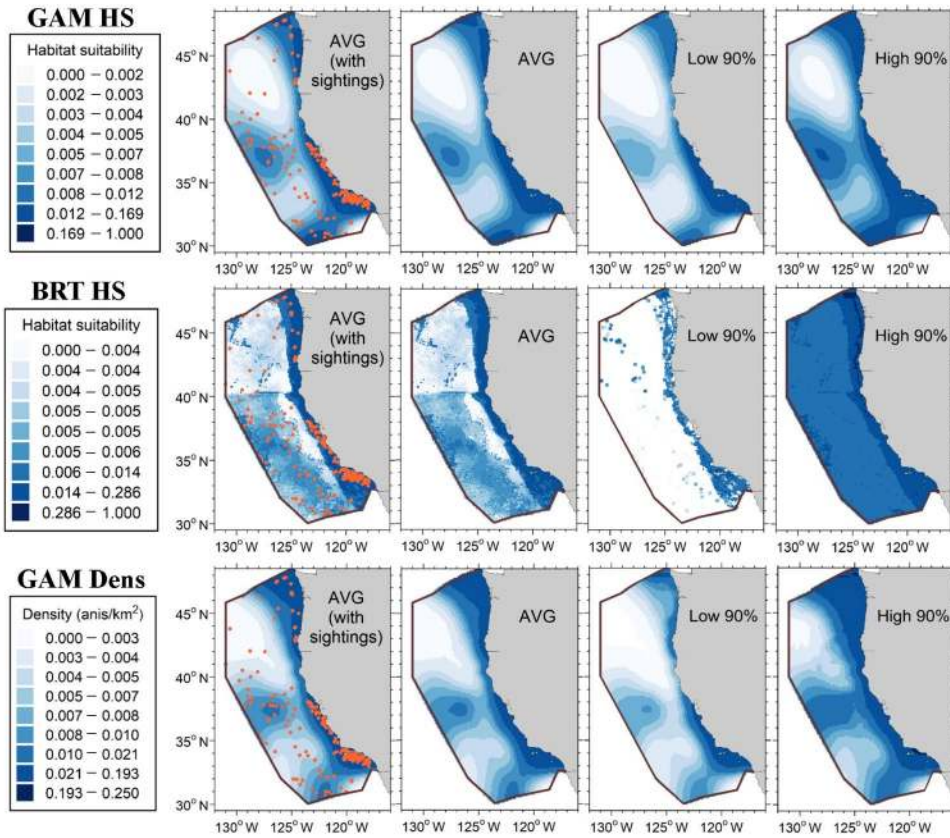 GAM HS
Habitat suitability
0.000 – 0.002
0.002 – 0.003
0.003 – 0.004
0.004 – 0.005
0.005 – 0.007
0.007 – 0.008
0.008 – 0.012
0.012 – 0.169
0.169 – 1.000
AVG
(with
sightings)
AVG
Low 90%
High 90%
45°
40°
35°
30° N
130° W 125° W 120° W
130° W 125° W 120° W
130° W 125° W 120° W
130° W 125° W 120° W
BRT HS
Habitat suitability
0.000 – 0.004
0.004 – 0.004
0.004 – 0.005
0.005 – 0.005
0.005 – 0.006
0.006 – 0.014
0.014 – 0.286
0.286 – 1.000
AVG
(with
sightings)
AVG
Low 90%
High 90%
45°
40°
35°
30° N
130° W 125° W 120° W
130° W 125° W 120° W
130° W 125° W 120° W
130° W 125° W 120° W
GAM Dens
Density (anis/km²)
0.000 – 0.003
0.003 – 0.004
0.004 – 0.005
0.005 – 0.007
0.007 – 0.008
0.008 – 0.010
0.010 – 0.021
0.021 – 0.193
0.193 – 0.250
AVG
(with
sightings)
AVG
Low 90%
High 90%
45°
40°
35°
30° N
130° W 125° W 120° W
130° W 125° W 120° W
130° W 125° W 120° W
130° W 125° W 120° W